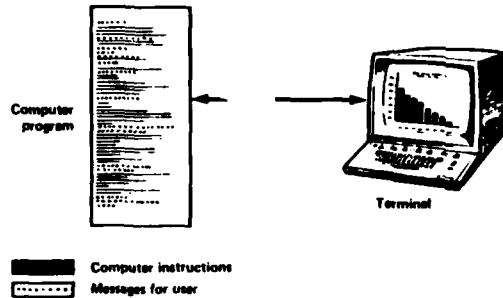 Computer
program
Terminal
Computer instructions
Messages for user